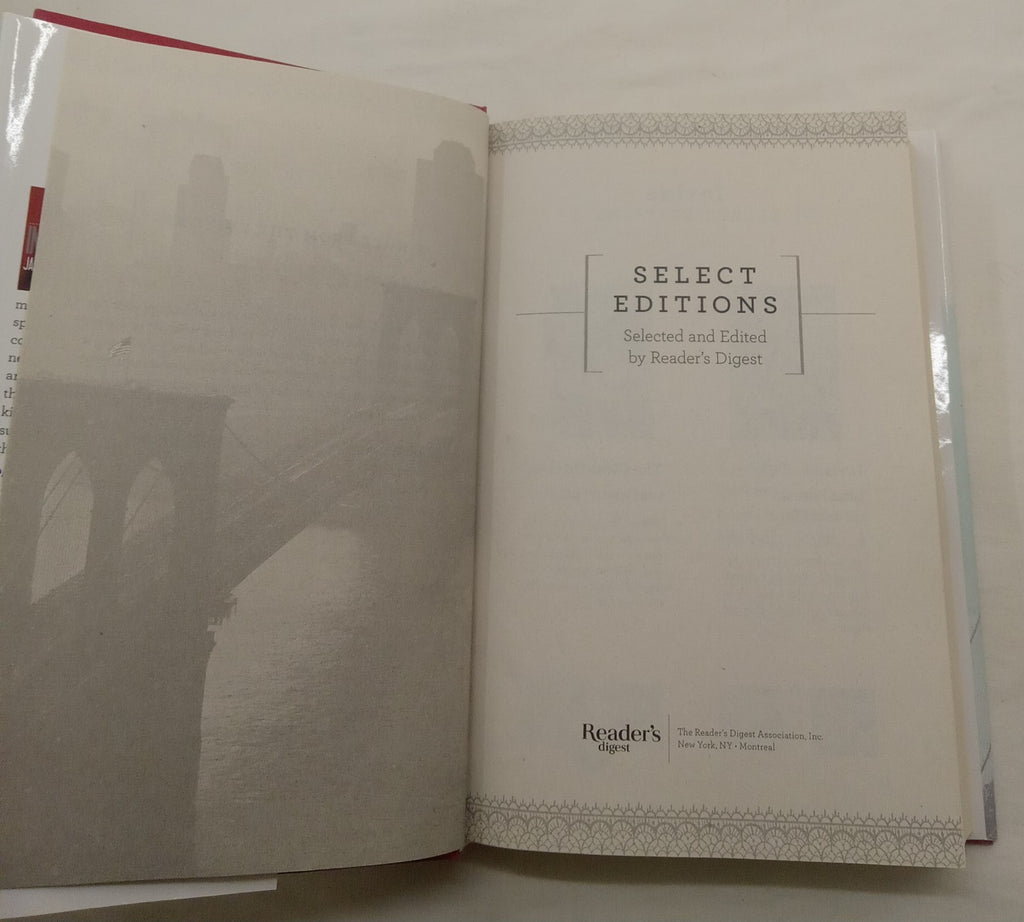 SELECT
EDITIONS
Selected and Edited
by Reader's Digest
Reader's
digest
The Reader's Digest Association, Inc.
New York, NY • Montreal